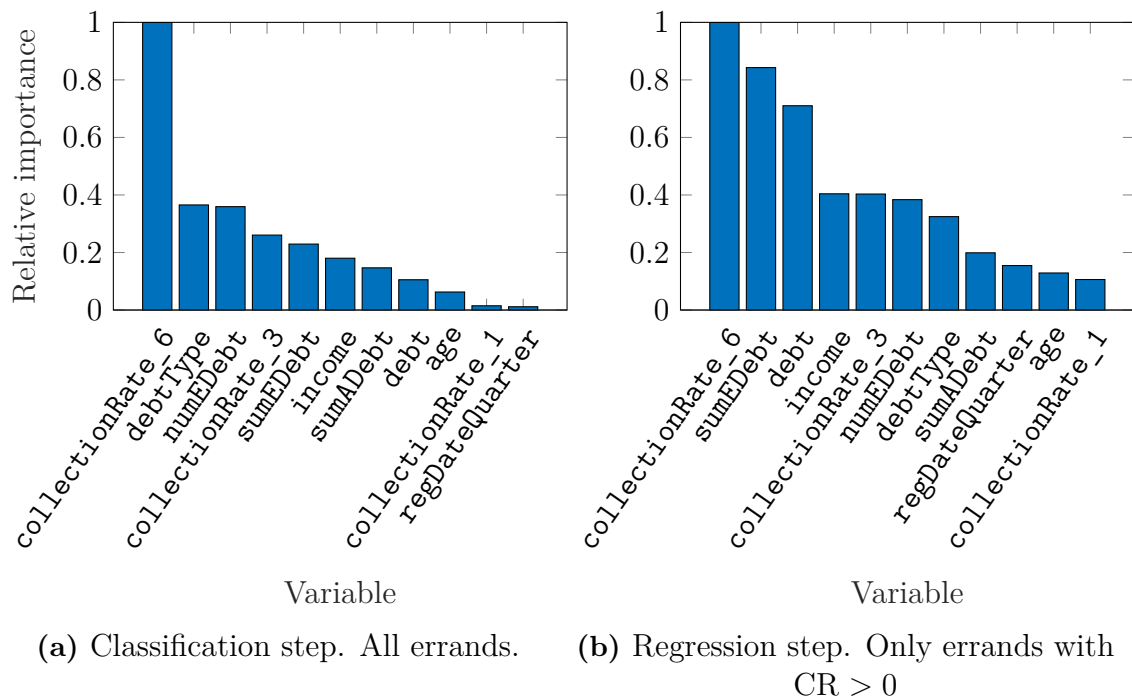 Relative importance
1
0.8
0.6
0.4
0.2
0
collectionRate_6
debtType
numEDebt
collectionRate_3
sumEDebt
income
sumADebt
debt
age
collectionRate_1
regDateQuarter
Variable
(a) Classification step. All errands.
1
0.8
0.6
0.4
0.2
0
collectionRate_6
sumEDebt
debt
income
collectionRate_3
numEDebt
debtType
sumADebt
regDateQuarter
age
collectionRate_1
Variable
(b) Regression step. Only errands with
CR > 0